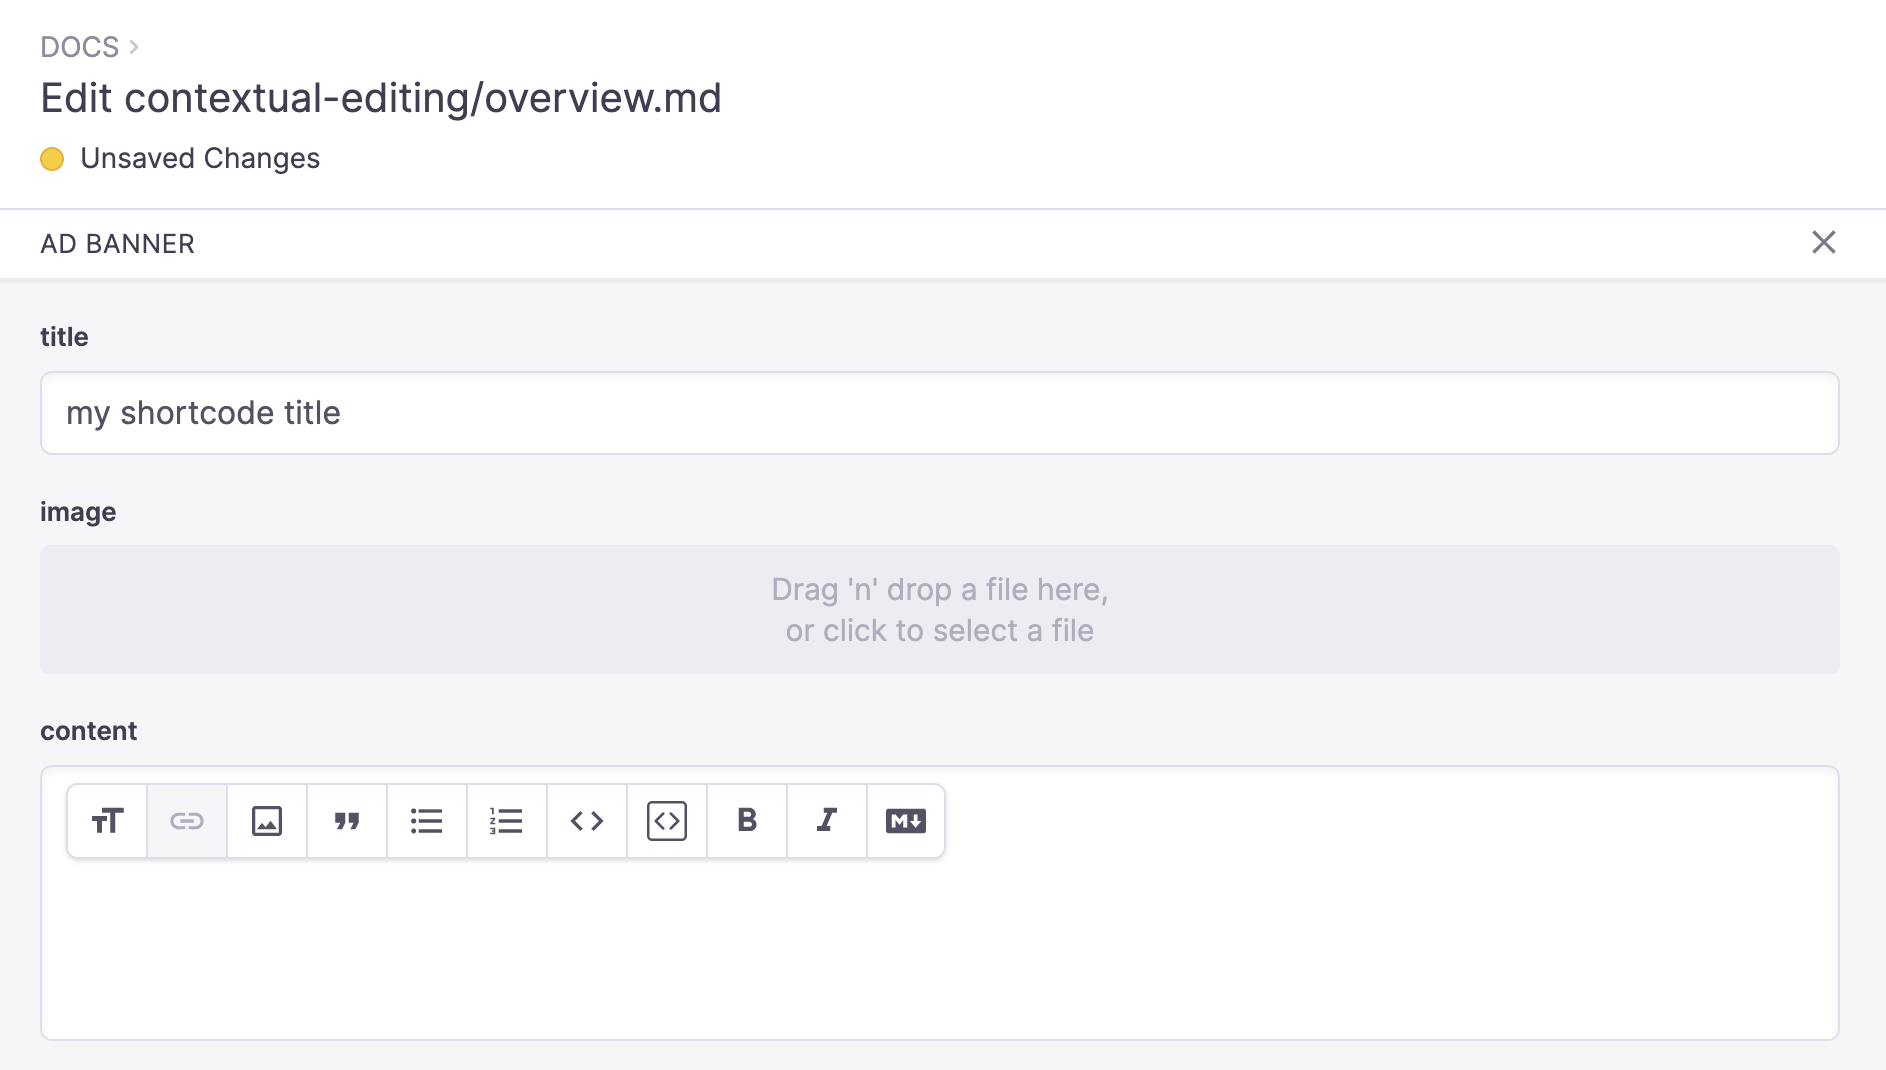 DOCS
Edit contextual-editing/overview.md
Unsaved Changes
AD BANNER
title
my shortcode title
image
Drag 'n' drop a file here,
or click to select a file
content